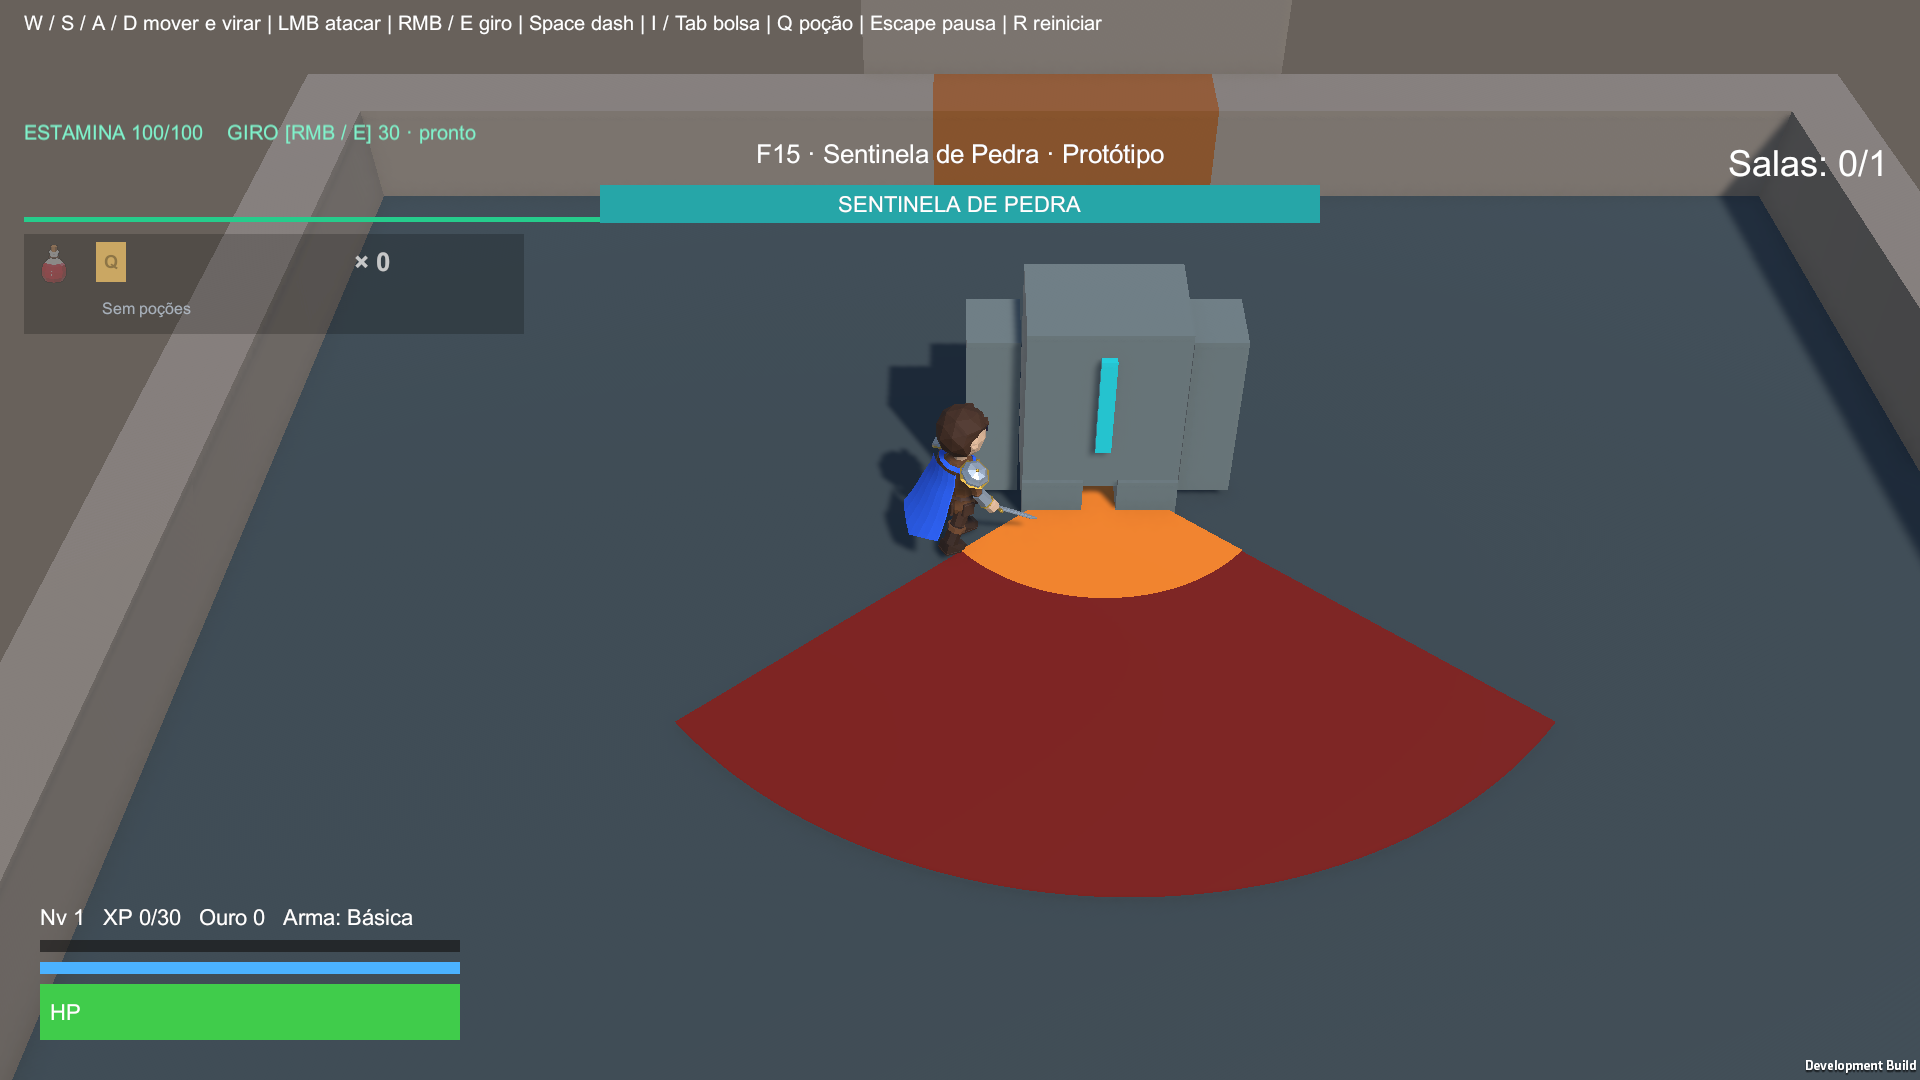 W / S / A / D mover e virar | LMB atacar | RMB / E giro | Space dash | I / Tab bolsa | Q poção | Escape pausa | R reiniciar
ESTAMINA 100/100 GIRO [RMB / E] 30 · pronto
F15 · Sentinela de Pedra · Protótipo
Salas: 0/1
SENTINELA DE PEDRA
Q × 0
Sem poções
Nv 1 XP 0/30 Ouro 0 Arma: Básica
HP
Development Build